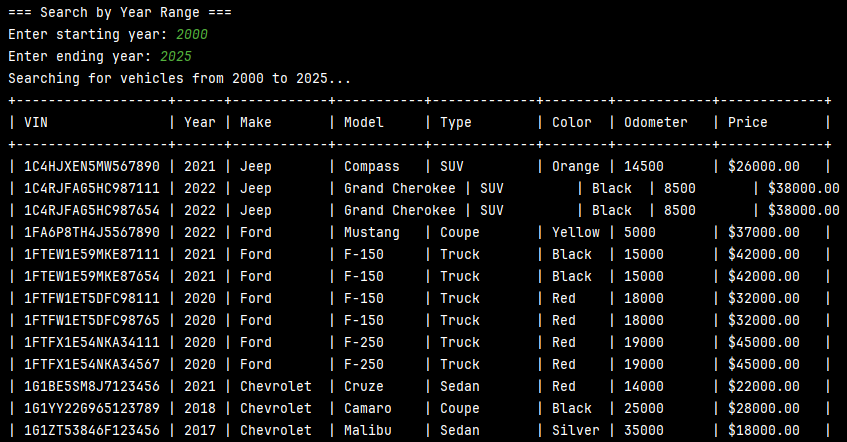 === Search by Year Range ===
Enter starting year: 2000
Enter ending year: 2025
Searching for vehicles from 2000 to 2025...
+-------------------+------+------------+-----------+-------------+--------+------------+-------------+
| VIN               | Year | Make       | Model     | Type        | Color  | Odometer   | Price       |
+-------------------+------+------------+-----------+-------------+--------+------------+-------------+
| 1C4HJXEN5MW567890 | 2021 | Jeep       | Compass   | SUV         | Orange | 14500      | $26000.00   |
| 1C4RJFAG5HC987111 | 2022 | Jeep       | Grand Cherokee | SUV         | Black  | 8500       | $38000.00
| 1C4RJFAG5HC987654 | 2022 | Jeep       | Grand Cherokee | SUV         | Black  | 8500       | $38000.00
| 1FA6P8TH4J5567890 | 2022 | Ford       | Mustang   | Coupe       | Yellow | 5000       | $37000.00   |
| 1FTEW1E59MKE87111 | 2021 | Ford       | F-150     | Truck       | Black  | 15000      | $42000.00   |
| 1FTEW1E59MKE87654 | 2021 | Ford       | F-150     | Truck       | Black  | 15000      | $42000.00   |
| 1FTFW1ET5DFC98111 | 2020 | Ford       | F-150     | Truck       | Red    | 18000      | $32000.00   |
| 1FTFW1ET5DFC98765 | 2020 | Ford       | F-150     | Truck       | Red    | 18000      | $32000.00   |
| 1FTFX1E54NKA34111 | 2020 | Ford       | F-250     | Truck       | Red    | 19000      | $45000.00   |
| 1FTFX1E54NKA34567 | 2020 | Ford       | F-250     | Truck       | Red    | 19000      | $45000.00   |
| 1G1BE5SM8J7123456 | 2021 | Chevrolet  | Cruze     | Sedan       | Red    | 14000      | $22000.00   |
| 1G1YY22G965123789 | 2018 | Chevrolet  | Camaro    | Coupe       | Black  | 25000      | $28000.00   |
| 1G1ZT53846F123456 | 2017 | Chevrolet  | Malibu    | Sedan       | Silver | 35000      | $18000.00   |